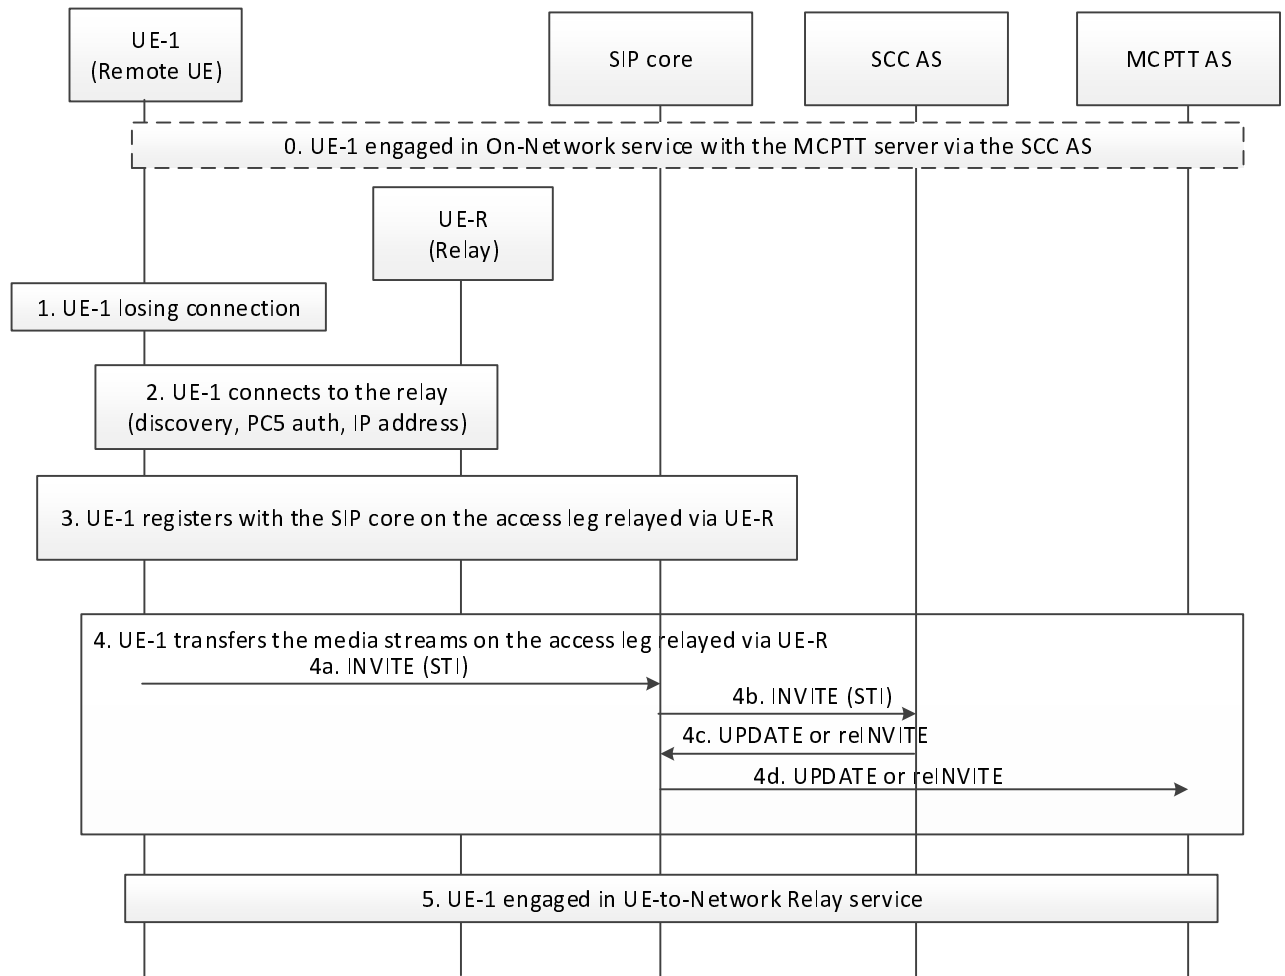 UE-1
(Remote UE)
SIP core
SCC AS
MCPTT AS
0. UE-1 engaged in On-Network service with the MCPTT server via the SCC AS
UE-R
(Relay)
1. UE-1 losing connection
2. UE-1 connects to the relay
(discovery, PC5 auth, IP address)
3. UE-1 registers with the SIP core on the access leg relayed via UE-R
4. UE-1 transfers the media streams on the access leg relayed via UE-R
4a. INVITE (STI)
4b. INVITE (STI)
4c. UPDATE or reINVITE
4d. UPDATE or reINVITE
5. UE-1 engaged in UE-to-Network Relay service